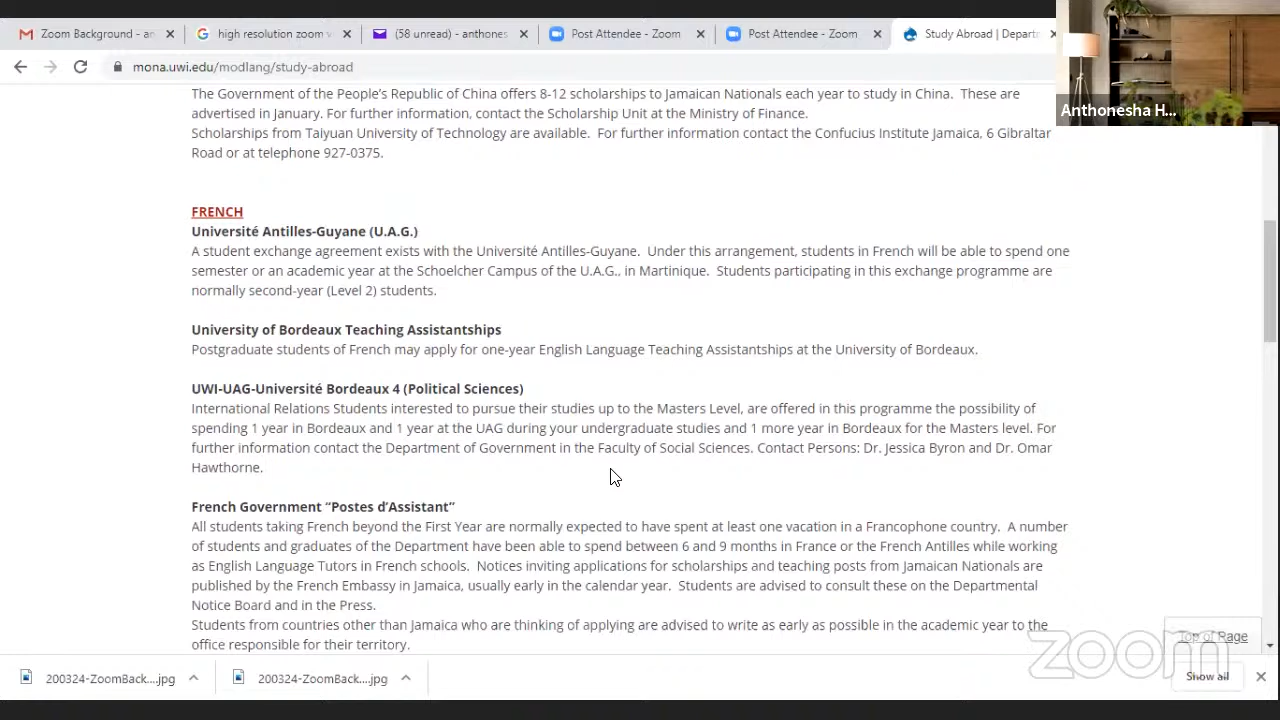 Zoom Background - an
high resolution zoom v
(58 unread) - anthones
Post Attendee - Zoom
Post Attendee - Zoom
Study Abroad | Departm
mona.uwi.edu/modlang/study-abroad
Anthonesha H...
The Government of the People's Republic of China offers 8-12 scholarships to Jamaican Nationals each year to study in China. These are
advertised in January. For further information, contact the Scholarship Unit at the Ministry of Finance.
Scholarships from Taiyuan University of Technology are available. For further information contact the Confucius Institute Jamaica, 6 Gibraltar
Road or at telephone 927-0375.
FRENCH
Université Antilles-Guyane (U.A.G.)
A student exchange agreement exists with the Université Antilles-Guyane. Under this arrangement, students in French will be able to spend one
semester or an academic year at the Schoelcher Campus of the U.A.G., in Martinique. Students participating in this exchange programme are
normally second-year (Level 2) students.
University of Bordeaux Teaching Assistantships
Postgraduate students of French may apply for one-year English Language Teaching Assistantships at the University of Bordeaux.
UWI-UAG-Université Bordeaux 4 (Political Sciences)
International Relations Students interested to pursue their studies up to the Masters Level, are offered in this programme the possibility of
spending 1 year in Bordeaux and 1 year at the UAG during your undergraduate studies and 1 more year in Bordeaux for the Masters level. For
further information contact the Department of Government in the Faculty of Social Sciences. Contact Persons: Dr. Jessica Byron and Dr. Omar
Hawthorne.
French Government “Postes d’Assistant”
All students taking French beyond the First Year are normally expected to have spent at least one vacation in a Francophone country. A number
of students and graduates of the Department have been able to spend between 6 and 9 months in France or the French Antilles while working
as English Language Tutors in French schools. Notices inviting applications for scholarships and teaching posts from Jamaican Nationals are
published by the French Embassy in Jamaica, usually early in the calendar year. Students are advised to consult these on the Departmental
Notice Board and in the Press.
Students from countries other than Jamaica who are thinking of applying are advised to write as early as possible in the academic year to the
office responsible for their territory.
Top of Page
zoom
200324-ZoomBack....jpg
200324-ZoomBack....jpg
Show all